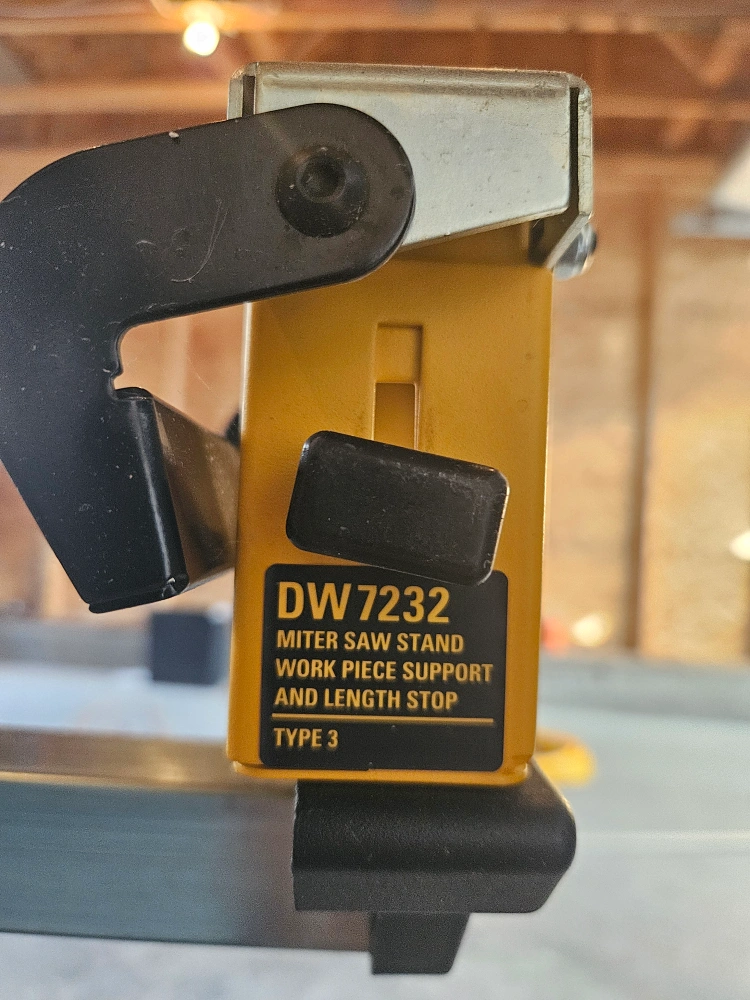 DW7232
MITER SAW STAND
WORK PIECE SUPPORT
AND LENGTH STOP
TYPE 3